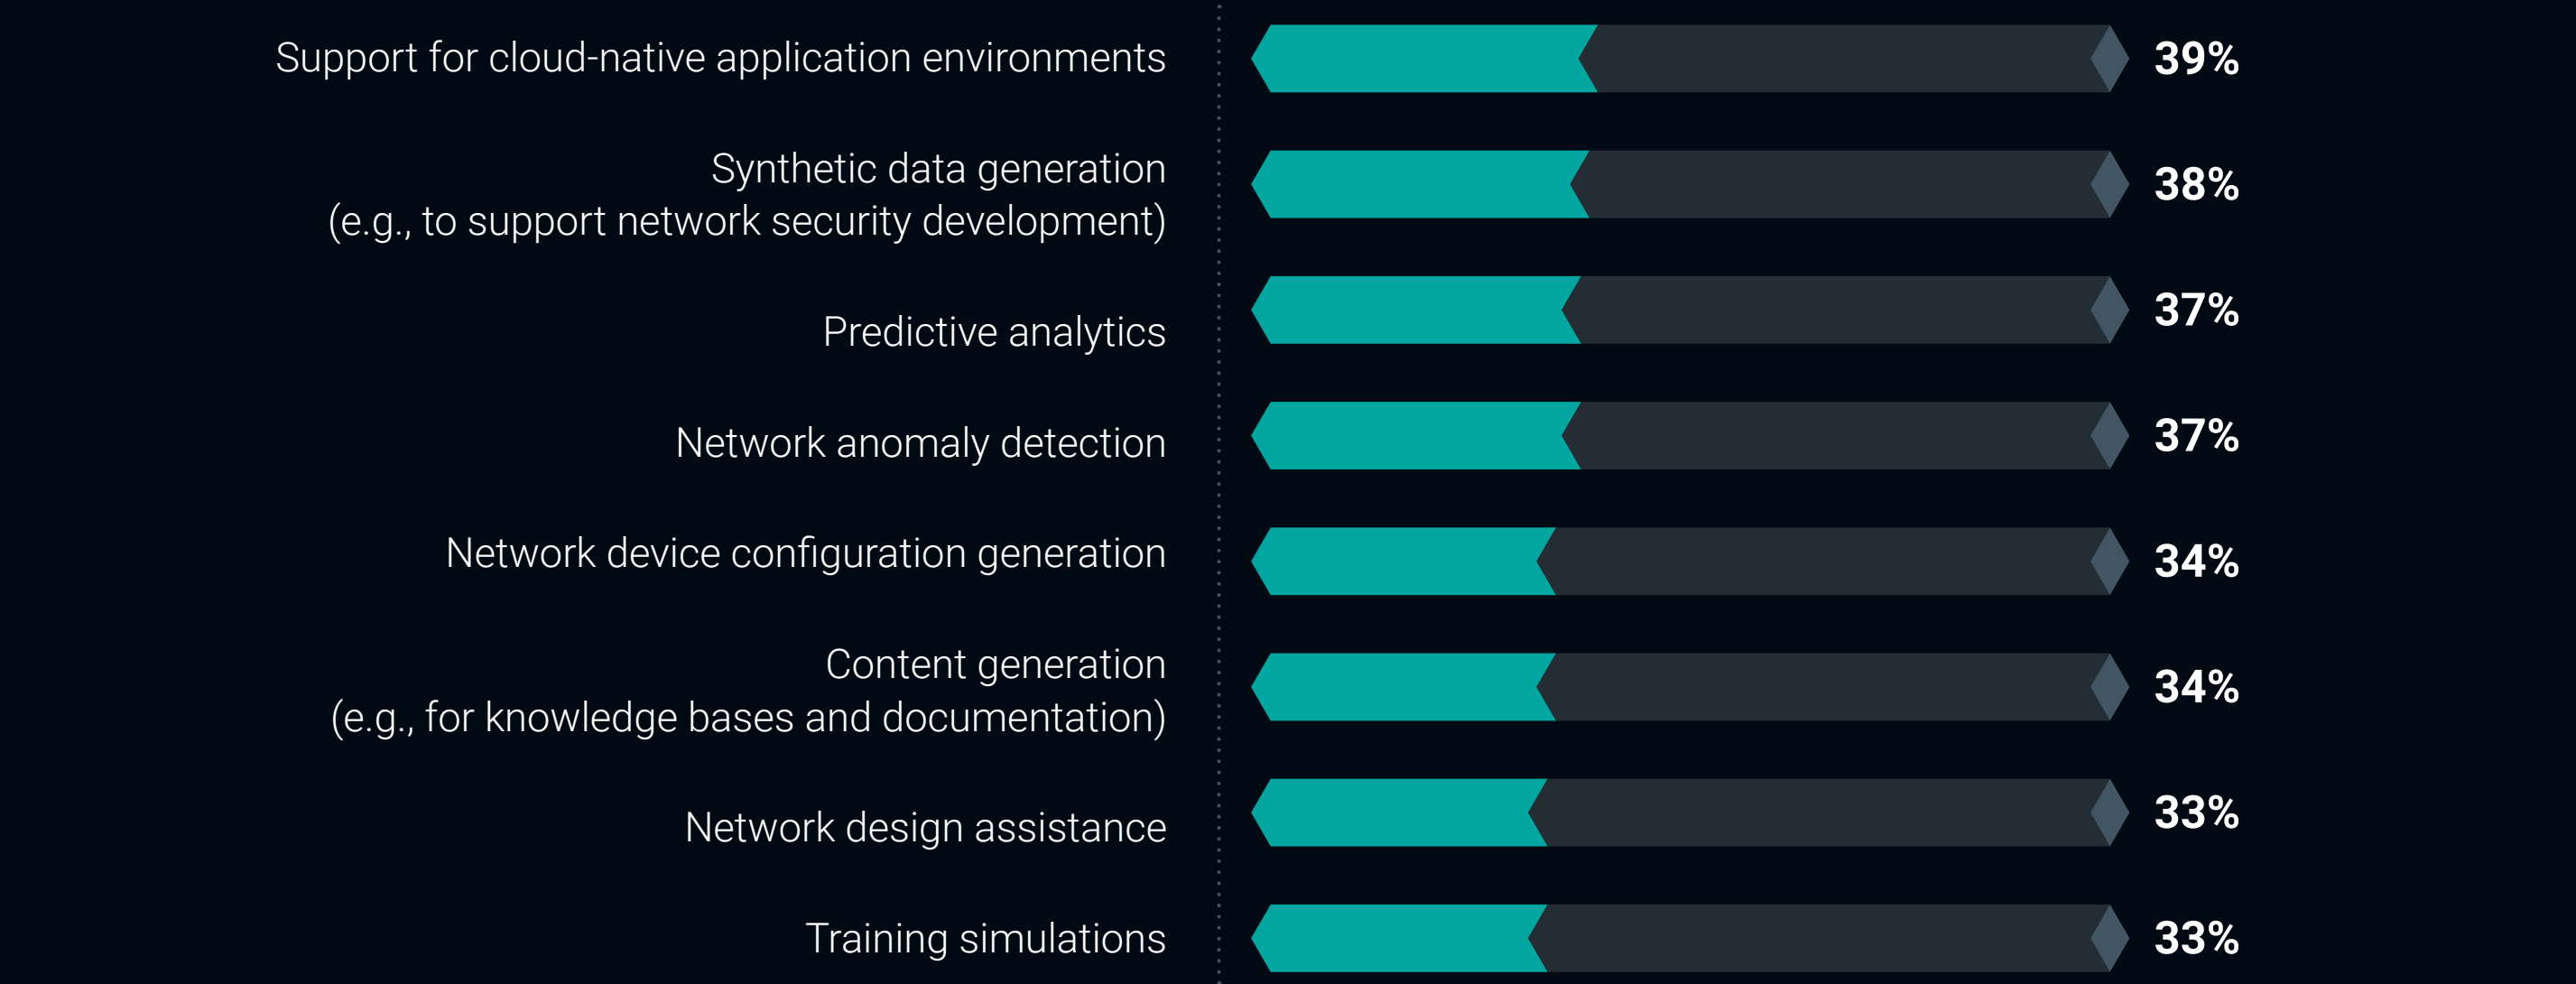 Support for cloud-native application environments
39%
Synthetic data generation
(e.g., to support network security development)
38%
Predictive analytics
37%
Network anomaly detection
37%
Network device configuration generation
34%
Content generation
(e.g., for knowledge bases and documentation)
34%
Network design assistance
33%
Training simulations
33%